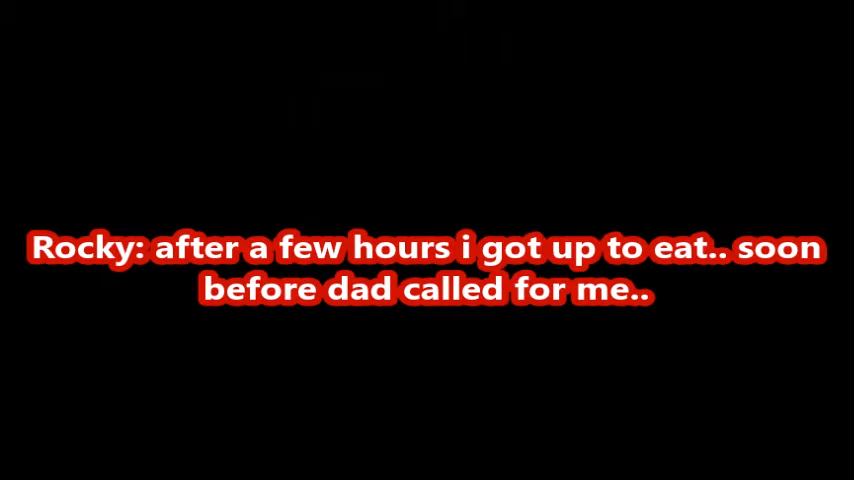 Rocky: after a few hours i got up to eat.. soon
before dad called for me..